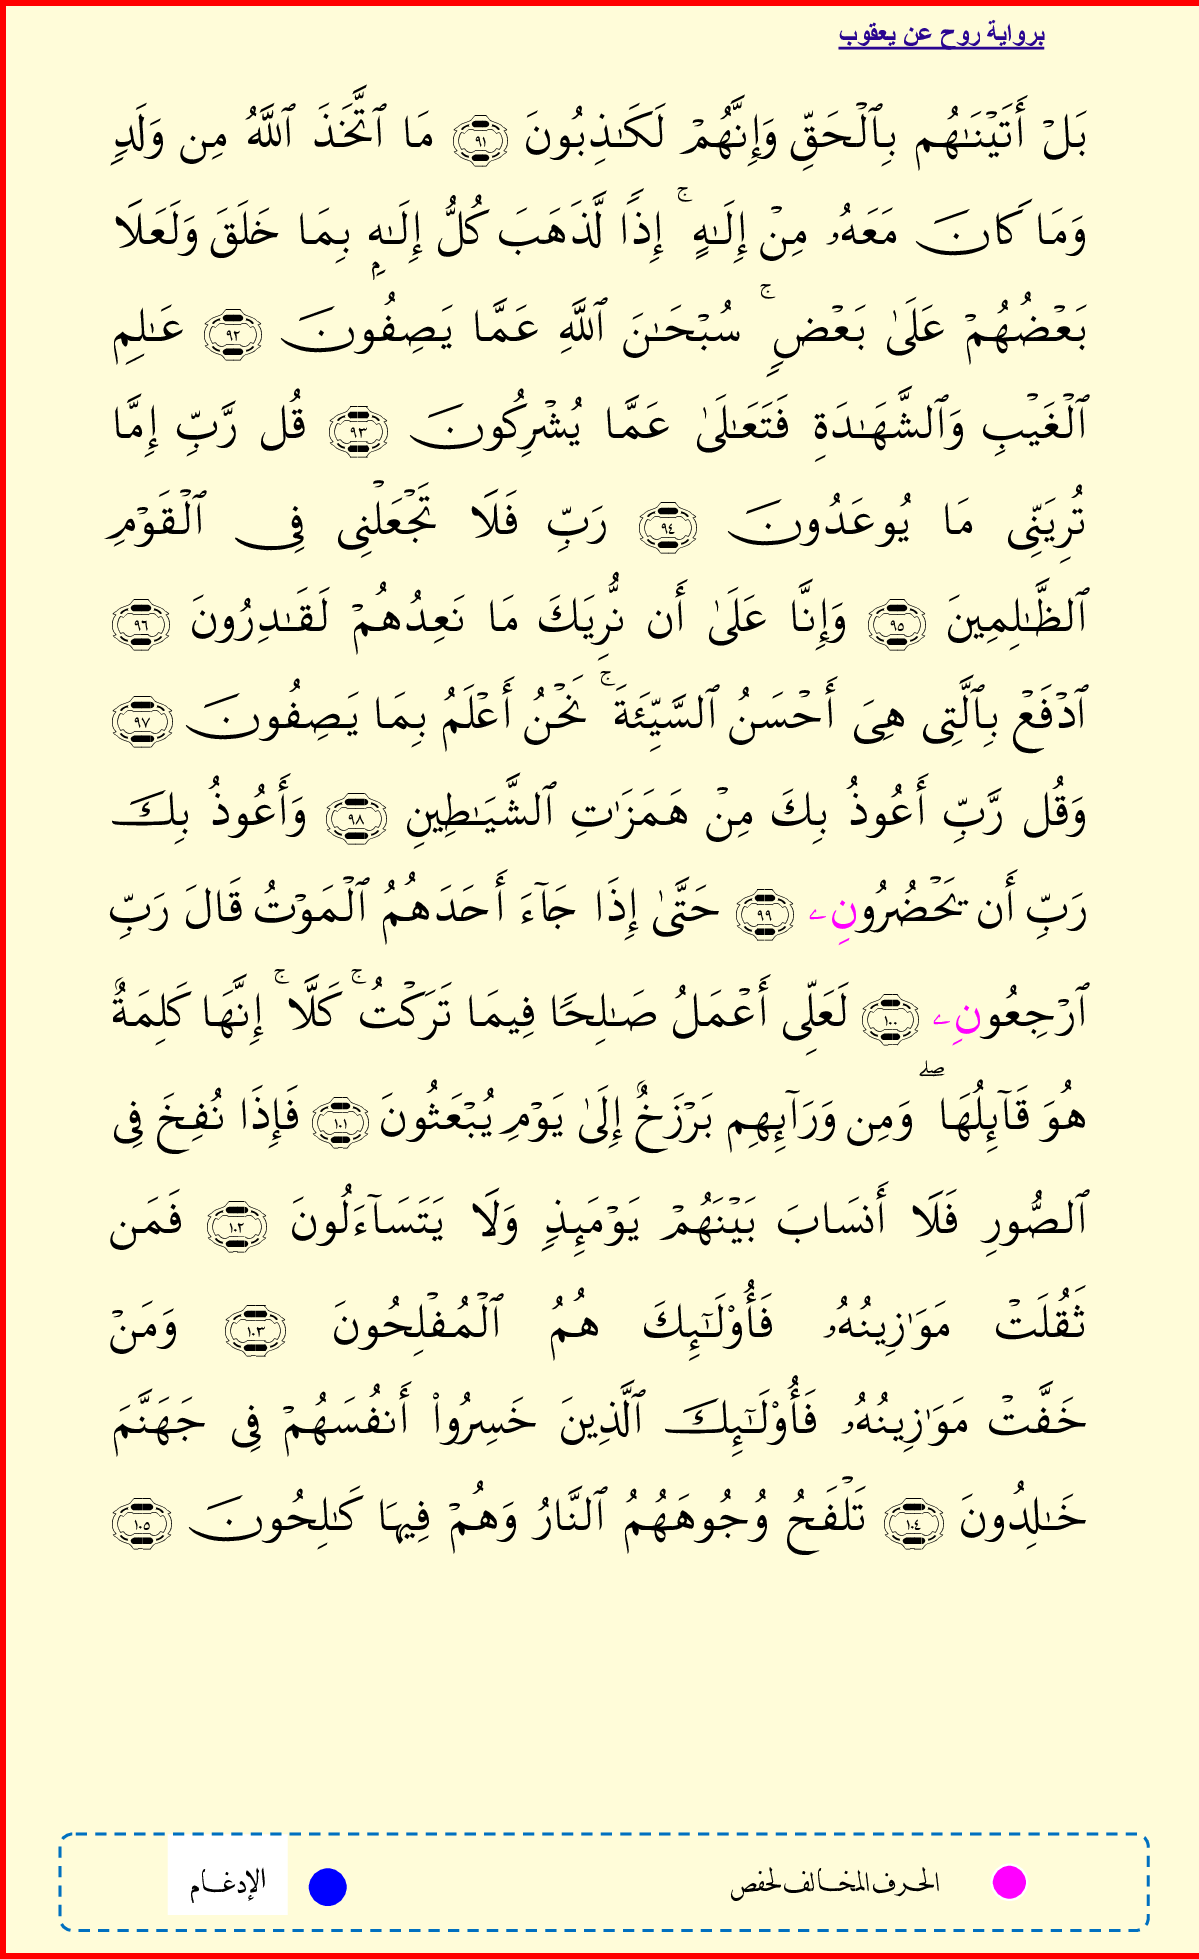 برواية روح عن يعقوب
بَلۡ أَتَيۡنَـٰهُم بِٱلۡحَقِّ وَإِنَّهُمۡ لَكَـٰذِبُونَ ٩١ مَا ٱتَّخَذَ ٱللَّهُ مِن وَلَدٍ
وَمَا كَانَ مَعَهُۥ مِنۡ إِلَـٰهٍ ۚ إِذًا لَّذَهَبَ كُلُّ إِلَـٰهٍۭ بِمَا خَلَقَ وَلَعَلَا
بَعۡضُهُمۡ عَلَىٰ بَعۡضٍ ۚ سُبۡحَـٰنَ ٱللَّهِ عَمَّا يَصِفُونَ ٩٢ عَـٰلِمِ
ٱلۡغَيۡبِ وَٱلشَّهَـٰدَةِ فَتَعَـٰلَىٰ عَمَّا يُشۡرِكُونَ ٩٣ قُل رَّبِّ إِمَّا
تُرِيَنِّى مَا يُوعَدُونَ ٩٤ رَبِّ فَلَا تَجۡعَلۡنِى فِى ٱلۡقَوۡمِ
ٱلظَّـٰلِمِينَ ٩٥ وَإِنَّا عَلَىٰ أَن نُّرِيَكَ مَا نَعِدُهُمۡ لَقَـٰدِرُونَ ٩٦
ٱدۡفَعۡ بِٱلَّتِى هِىَ أَحۡسَنُ ٱلسَّيِّئَةَ ۚ نَحۡنُ أَعۡلَمُ بِمَا يَصِفُونَ ٩٧
وَقُل رَّبِّ أَعُوذُ بِكَ مِنۡ هَمَزَٰتِ ٱلشَّيَـٰطِينِ ٩٨ وَأَعُوذُ بِكَ
رَبِّ أَن يَحۡضُرُونِۦ ٩٩ حَتَّىٰ إِذَا جَآءَ أَحَدَهُمُ ٱلۡمَوۡتُ قَالَ رَبِّ
ٱرۡجِعُونِۦ ١٠٠ لَعَلِّى أَعۡمَلُ صَـٰلِحًا فِيمَا تَرَكۡتُ ۚ كَلَّا ۚ إِنَّهَا كَلِمَةٌ
هُوَ قَآئِلُهَا ۖ وَمِن وَرَآئِهِم بَرۡزَخٌ إِلَىٰ يَوۡمِ يُبۡعَثُونَ ١٠١ فَإِذَا نُفِخَ فِى
ٱلصُّورِ فَلَا أَنسَابَ بَيۡنَهُمۡ يَوۡمَئِذٍ وَلَا يَتَسَآءَلُونَ ١٠٢ فَمَن
ثَقُلَتۡ مَوَٰزِينُهُۥ فَأُو۟لَـٰٓئِكَ هُمُ ٱلۡمُفۡلِحُونَ ١٠٣ وَمَنۡ
خَفَّتۡ مَوَٰزِينُهُۥ فَأُو۟لَـٰٓئِكَ ٱلَّذِينَ خَسِرُوا۟ أَنفُسَهُمۡ فِى جَهَنَّمَ
خَـٰلِدُونَ ١٠٤ تَلۡفَحُ وُجُوهَهُمُ ٱلنَّارُ وَهُمۡ فِيهَا كَـٰلِحُونَ ١٠٥
الحرف المخالف لحفص الإدغام